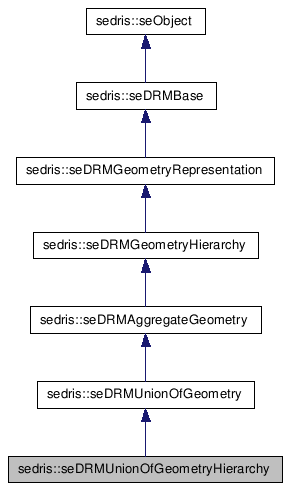 sedris::seObject
sedris::seDRMBase
sedris::seDRMGeometryRepresentation
sedris::seDRMGeometryHierarchy
sedris::seDRMAggregateGeometry
sedris::seDRMUnionOfGeometry
sedris::seDRMUnionOfGeometryHierarchy